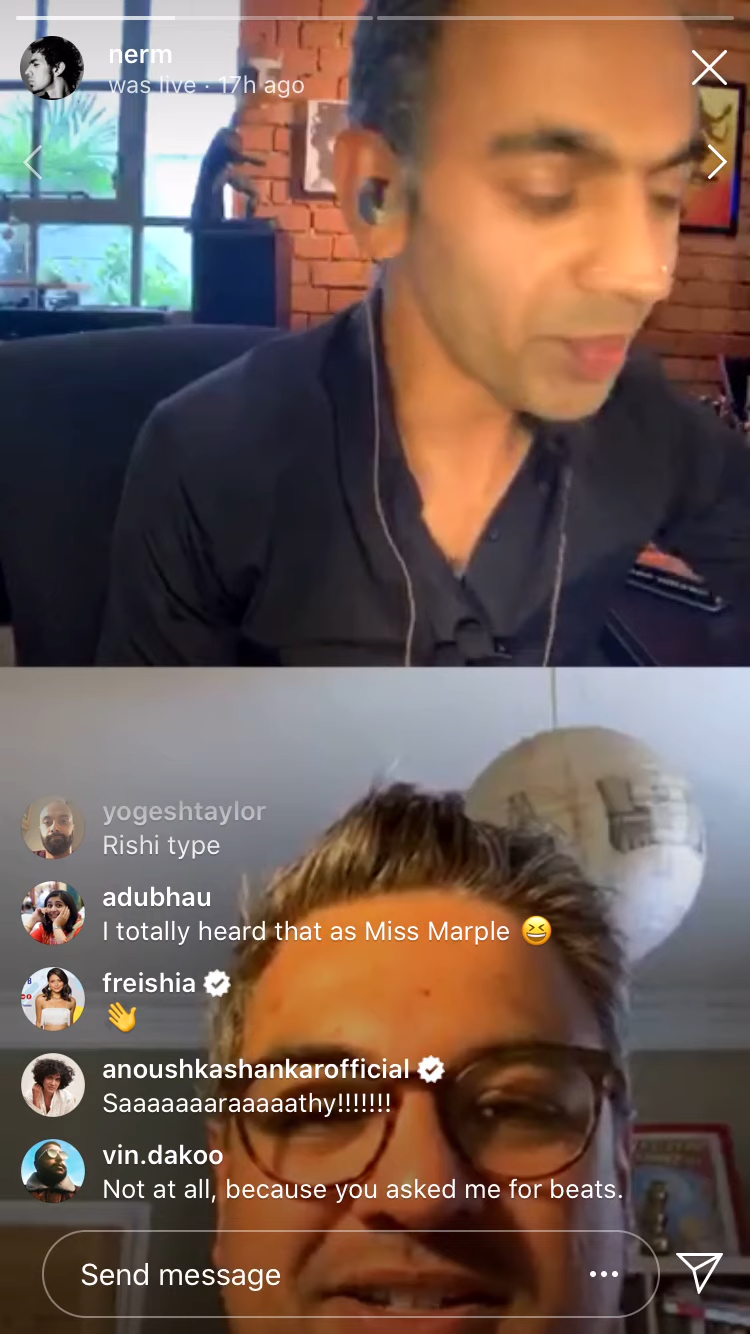 nerm
was live · 17h ago
yogeshtaylor
Rishi type
adubhau
I totally heard that as Miss Marple 😆
freishia
👋
anoushkashankarofficial
Saaaaaaaraaaaathy!!!!!!!
vin.dakoo
Not at all, because you asked me for beats.
Send message